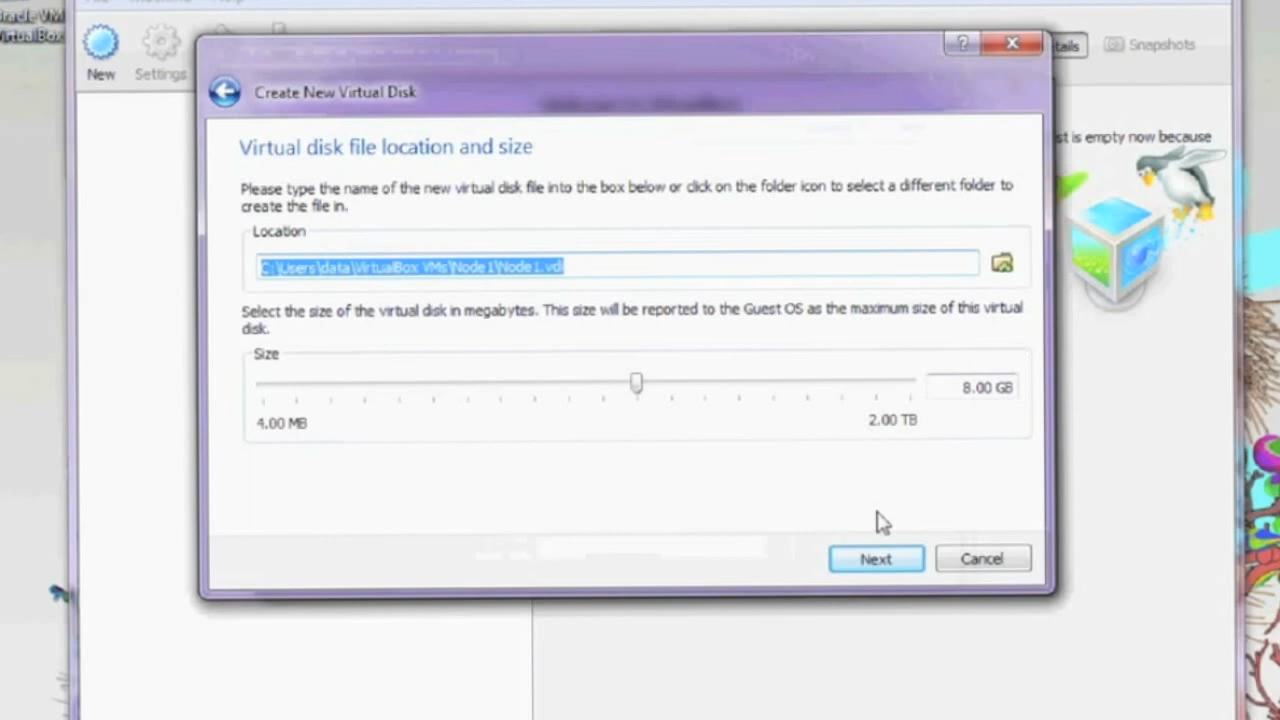 Oracle VM
VirtualBox
New
Settings
Snapshots
Create New Virtual Disk
st is empty now because
Virtual disk file location and size
Please type the name of the new virtual disk file into the box below or click on the folder icon to select a different folder to
create the file in.
Location
C:\Users\data\VirtualBox VMs\Node1\Node1.vdi
Select the size of the virtual disk in megabytes. This size will be reported to the Guest OS as the maximum size of this virtual
disk.
Size
8.00 GB
4.00 MB
2.00 TB
Next
Cancel